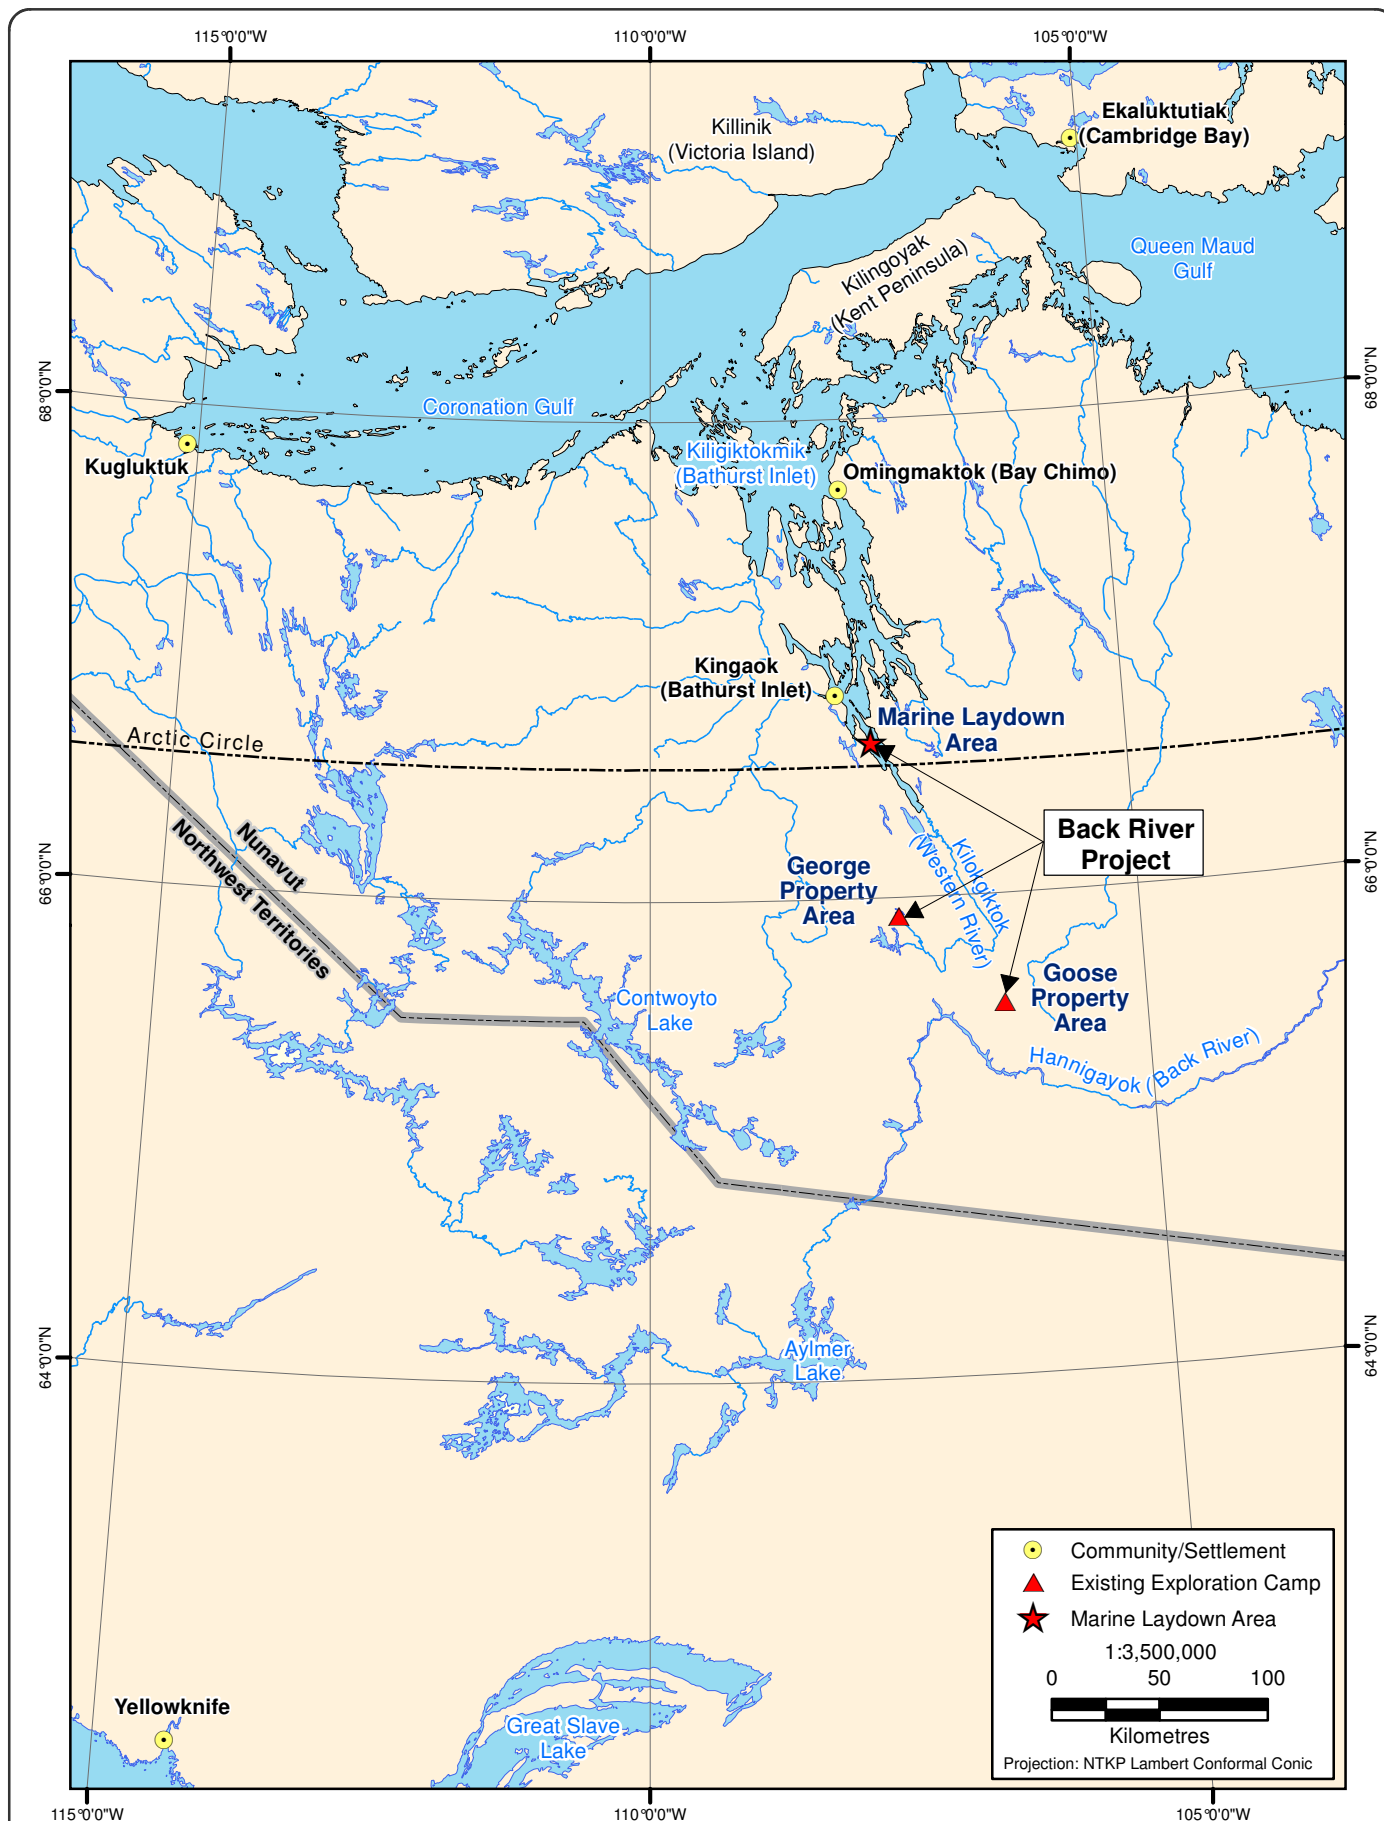 115°0'0"W
110°0'0"W
105°0'0"W
Ekaluktutiak
(Cambridge Bay)
Killinik
(Victoria Island)
Kilingoyak
(Kent Peninsula)
Queen Maud
Gulf
68°0'0"N
68°0'0"N
Coronation Gulf
Kugluktuk
Kiligiktokmik
(Bathurst Inlet)
Omingmaktok (Bay Chimo)
Kingaok
(Bathurst Inlet)
Marine Laydown
Area
Arctic Circle
Back River
Project
Nunavut
Northwest Territories
66°0'0"N
66°0'0"N
George
Property
Area
Kilokgiktok
(Western River)
Goose
Property
Area
Contwoyto
Lake
Hannigayok (Back River)
64°0'0"N
64°0'0"N
Aylmer
Lake
Yellowknife
Great Slave
Lake
Community/Settlement
Existing Exploration Camp
Marine Laydown Area
1:3,500,000
0 50 100
Kilometres
Projection: NTKP Lambert Conformal Conic
115°0'0"W
110°0'0"W
105°0'0"W